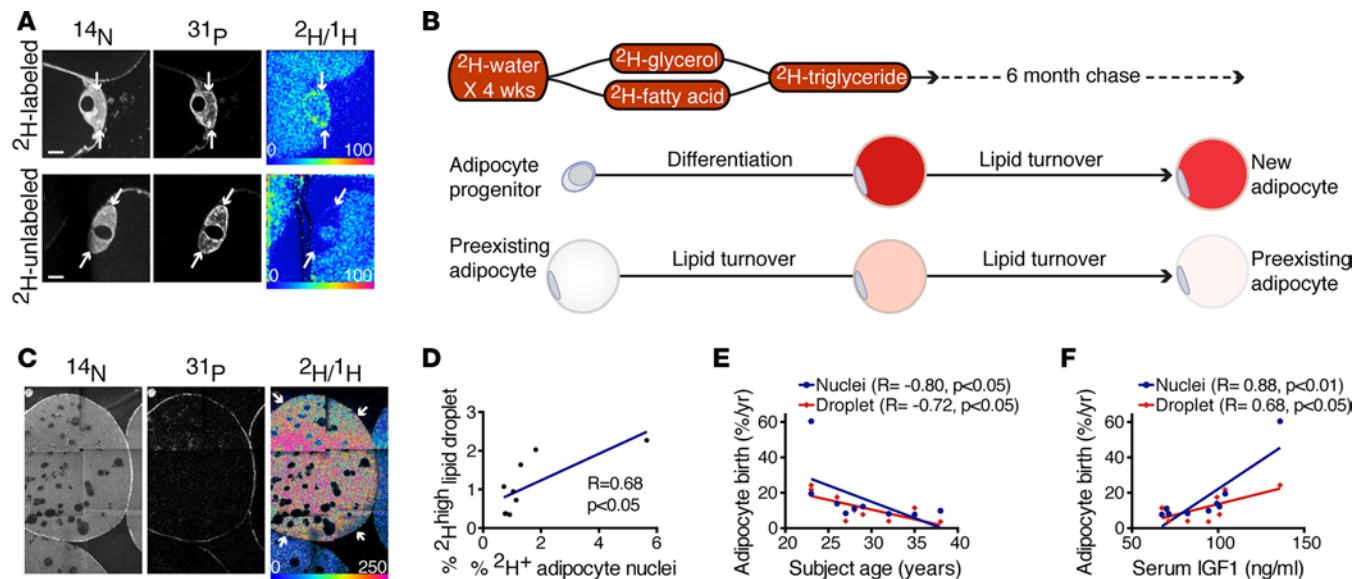 A
14N
31P
2H/1H
2H-labeled
0
100
2H-unlabeled
0
100
B
2H-water
X 4 wks
2H-glycerol
2H-fatty acid
2H-triglyceride
6 month chase
Adipocyte
progenitor
Differentiation
Lipid turnover
New
adipocyte
Preexisting
adipocyte
Lipid turnover
Lipid turnover
Preexisting
adipocyte
C
14N
31P
2H/1H
0
250
D
% 2Hhigh lipid droplet
4
3
2
1
0
R=0.68
p<0.05
0
2
4
6
8
% 2H+ adipocyte nuclei
E
Nuclei (R= -0.80, p<0.05)
Droplet (R= -0.72, p<0.05)
Adipocyte birth (%/yr)
60
40
20
0
20
30
40
Subject age (years)
F
Nuclei (R= 0.88, p<0.01)
Droplet (R= 0.68, p<0.05)
Adipocyte birth (%/yr)
60
40
20
0
50
100
150
Serum IGF1 (ng/ml)